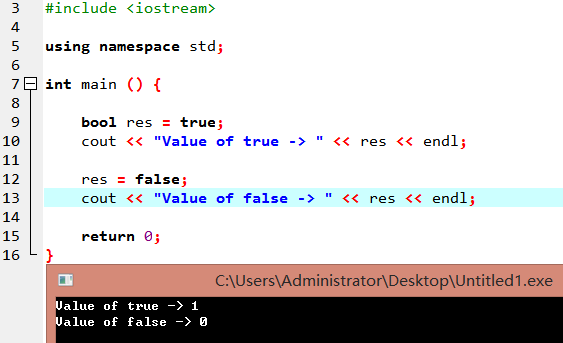 3 #include <iostream>
4
5 using namespace std;
6
7 int main () {
8
9 bool res = true;
10 cout << "Value of true -> " << res << endl;
11
12 res = false;
13 cout << "Value of false -> " << res << endl;
14
15 return 0;
16 }
C:\Users\Administrator\Desktop\Untitled1.exe
Value of true -> 1
Value of false -> 0